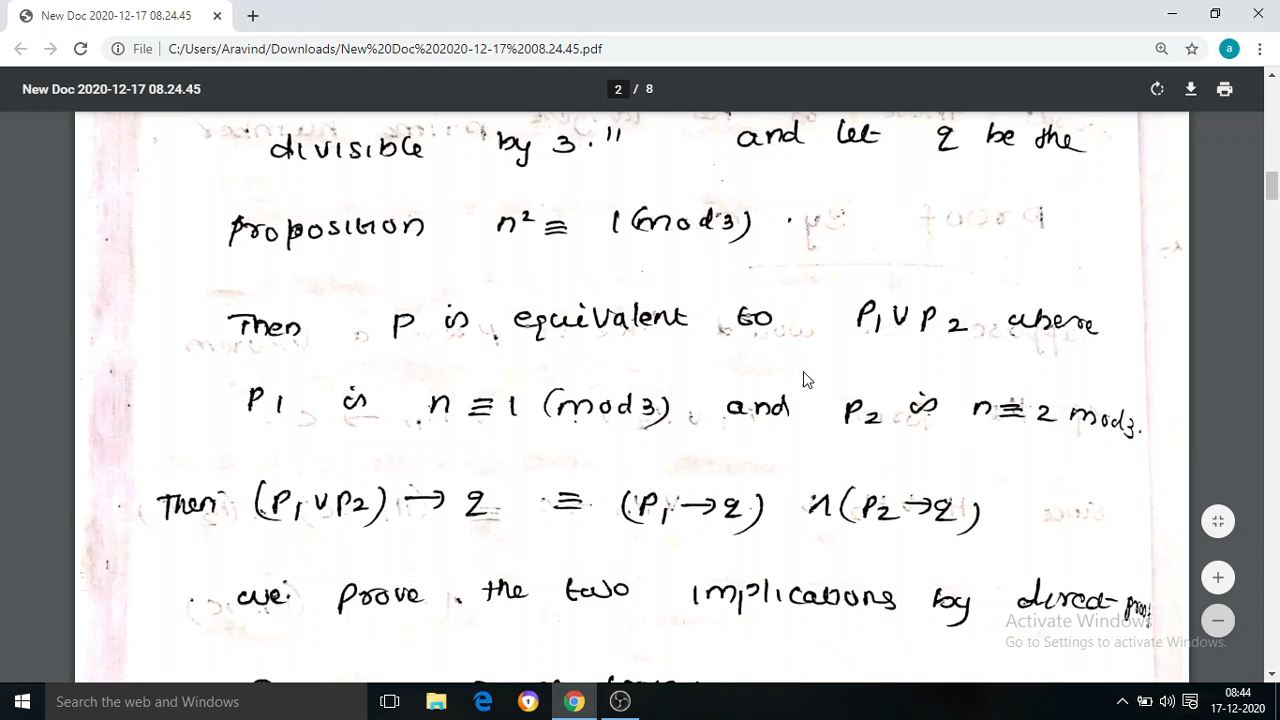 New Doc 2020-12-17 08.24.45
File C:/Users/Aravind/Downloads/New%20Doc%202020-12-17%2008.24.45.pdf
a
New Doc 2020-12-17 08.24.45
2 / 8
divisible by 3." and let q be the
proposition n² ≡ 1(mod 3).
Then p is equivalent to P₁ ∨ P₂ where
P1 is n ≡ 1 (mod 3) and P₂ is n ≡ 2 mod3.
Then (P₁ ∨ P₂) → q ≡ (P₁ → q) ∧ (P₂ → q)
we prove the two implications by direct
Activate Windows
Go to Settings to activate Windows.
Search the web and Windows
08:44
17-12-2020